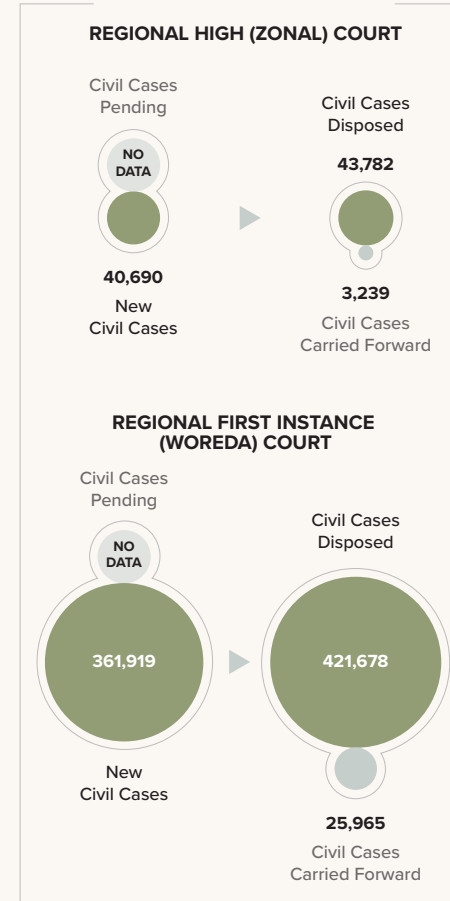 REGIONAL HIGH (ZONAL) COURT
Civil Cases
Pending
NO
DATA
40,690
New
Civil Cases
Civil Cases
Disposed
43,782
3,239
Civil Cases
Carried Forward
REGIONAL FIRST INSTANCE
(WOREDA) COURT
Civil Cases
Pending
NO
DATA
361,919
New
Civil Cases
Civil Cases
Disposed
421,678
25,965
Civil Cases
Carried Forward